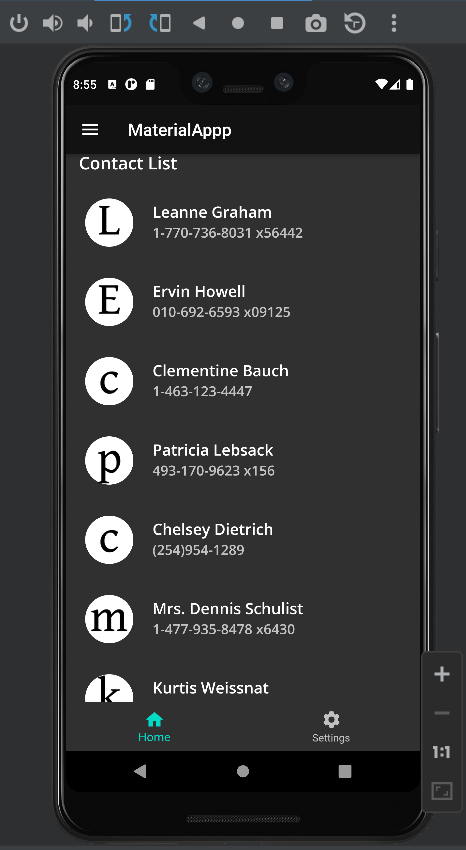 8:55
MaterialAppp
Contact List
L
Leanne Graham
1-770-736-8031 x56442
E
Ervin Howell
010-692-6593 x09125
c
Clementine Bauch
1-463-123-4447
p
Patricia Lebsack
493-170-9623 x156
c
Chelsey Dietrich
(254)954-1289
m
Mrs. Dennis Schulist
1-477-935-8478 x6430
k
Kurtis Weissnat
Home
Settings
1:1